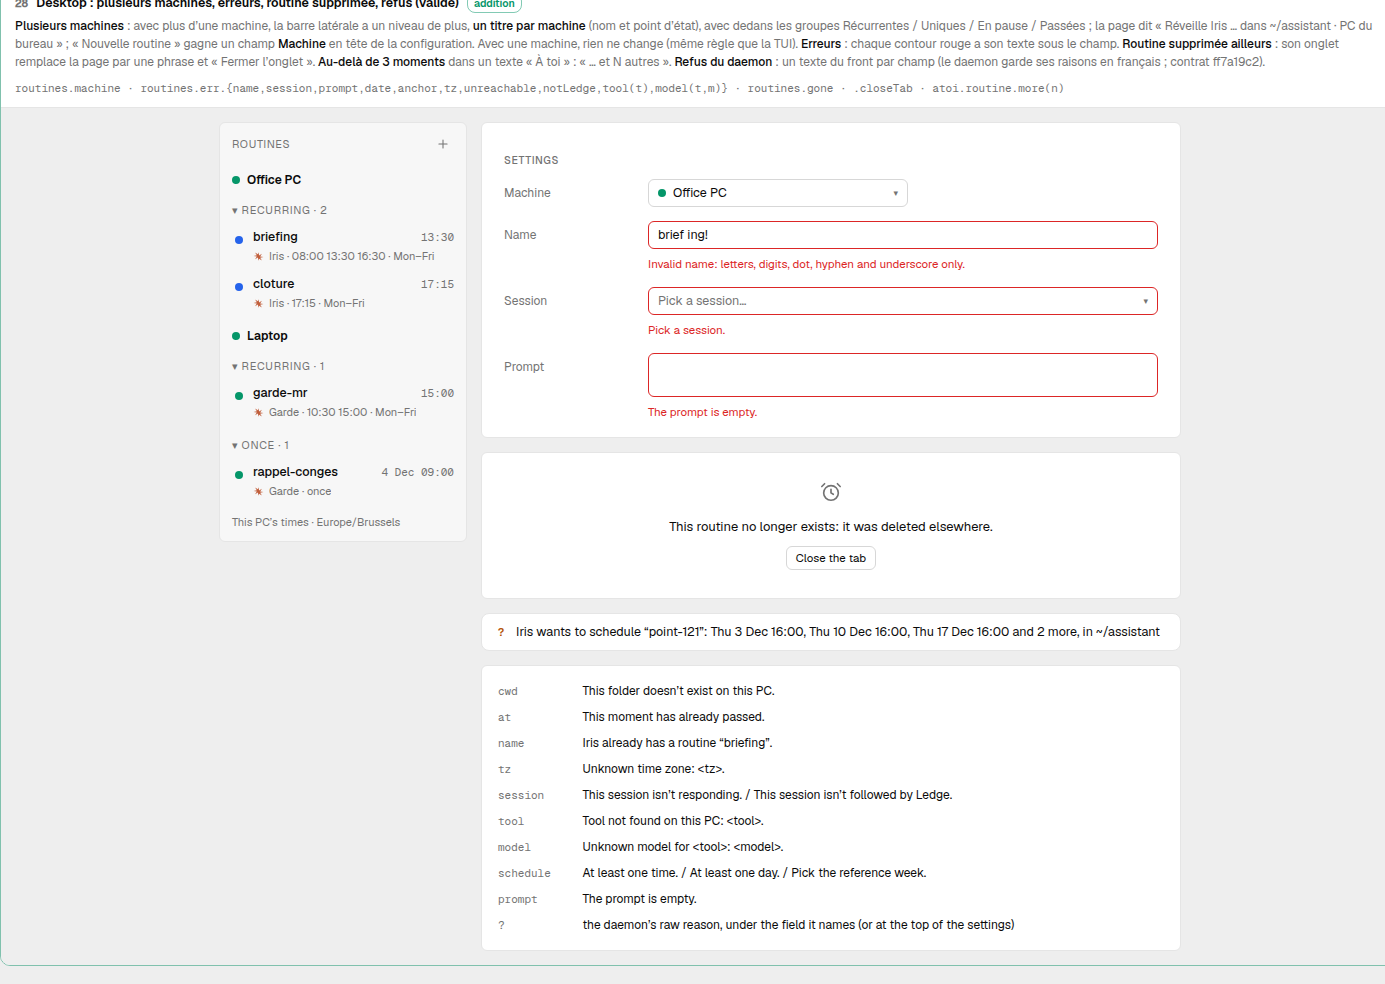 28 Desktop : plusieurs machines, erreurs, routine supprimée, refus (validé) addition
Plusieurs machines : avec plus d'une machine, la barre latérale a un niveau de plus, un titre par machine (nom et point d'état), avec dedans les groupes Récurrentes / Uniques / En pause / Passées ; la page dit « Réveille Iris … dans ~/assistant · PC du
bureau » ; « Nouvelle routine » gagne un champ Machine en tête de la configuration. Avec une machine, rien ne change (même règle que la TUI). Erreurs : chaque contour rouge a son texte sous le champ. Routine supprimée ailleurs : son onglet
remplace la page par une phrase et « Fermer l'onglet ». Au-delà de 3 moments dans un texte « À toi » : « … et N autres ». Refus du daemon : un texte du front par champ (le daemon garde ses raisons en français ; contrat ff7a19c2).
routines.machine · routines.err.{name,session,prompt,date,anchor,tz,unreachable,notLedge,tool(t),model(t,m)} · routines.gone · .closeTab · atoi.routine.more(n)
ROUTINES +
Office PC
▾ RECURRING · 2
briefing 13:30
Iris · 08:00 13:30 16:30 · Mon–Fri
cloture 17:15
Iris · 17:15 · Mon–Fri
Laptop
▾ RECURRING · 1
garde-mr 15:00
Garde · 10:30 15:00 · Mon–Fri
▾ ONCE · 1
rappel-conges 4 Dec 09:00
Garde · once
This PC's times · Europe/Brussels
SETTINGS
Machine Office PC ▾
Name brief ing!
Invalid name: letters, digits, dot, hyphen and underscore only.
Session Pick a session… ▾
Pick a session.
Prompt
The prompt is empty.
This routine no longer exists: it was deleted elsewhere.
Close the tab
? Iris wants to schedule “point-121”: Thu 3 Dec 16:00, Thu 10 Dec 16:00, Thu 17 Dec 16:00 and 2 more, in ~/assistant
cwd This folder doesn't exist on this PC.
at This moment has already passed.
name Iris already has a routine “briefing”.
tz Unknown time zone: <tz>.
session This session isn't responding. / This session isn't followed by Ledge.
tool Tool not found on this PC: <tool>.
model Unknown model for <tool>: <model>.
schedule At least one time. / At least one day. / Pick the reference week.
prompt The prompt is empty.
? the daemon's raw reason, under the field it names (or at the top of the settings)